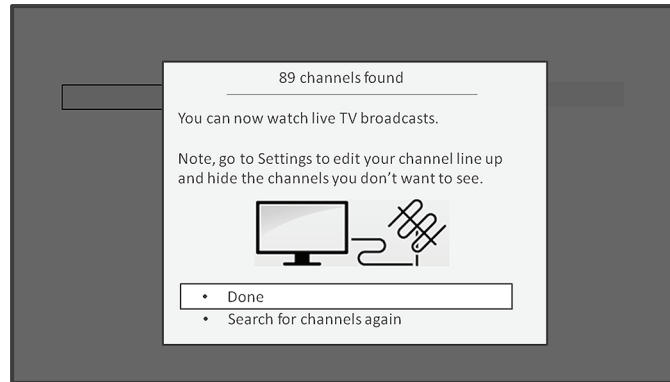 89 channels found
You can now watch live TV broadcasts.
Note, go to Settings to edit your channel line up
and hide the channels you don’t want to see.
• Done
• Search for channels again